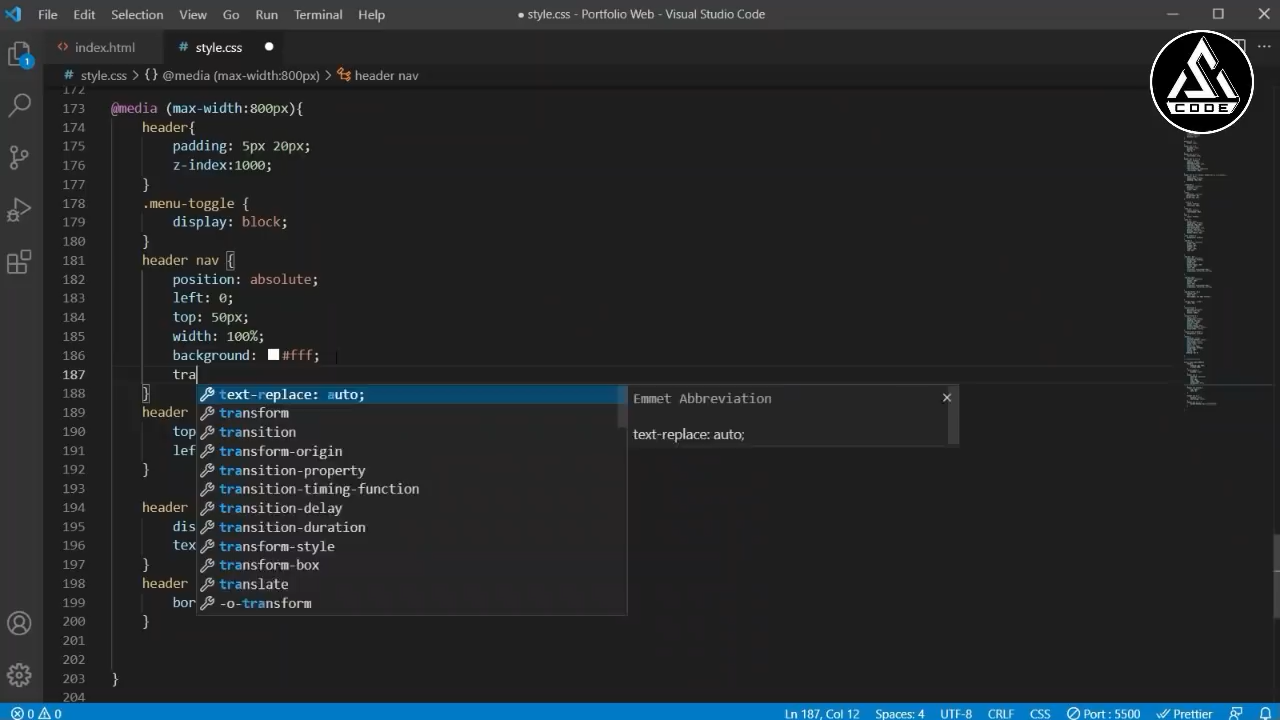 File Edit Selection View Go Run Terminal Help
● style.css - Portfolio Web - Visual Studio Code
index.html
# style.css ●
CODE
# style.css > {} @media (max-width:800px) > header nav
1
172
173 @media (max-width:800px){
174 header{
175 padding: 5px 20px;
176 z-index:1000;
177 }
178 .menu-toggle {
179 display: block;
180 }
181 header nav {
182 position: absolute;
183 left: 0;
184 top: 50px;
185 width: 100%;
186 background: #fff;
187 tra
188 }
189 header
190 top
191 lef
192 }
193
194 header
195 dis
196 tex
197 }
198 header
199 bor
200 }
201
202
203 }
204
text-replace: auto;
transform
transition
transform-origin
transition-property
transition-timing-function
transition-delay
transition-duration
transform-style
transform-box
translate
-o-transform
Emmet Abbreviation
text-replace: auto;
0 0 Ln 187, Col 12 Spaces: 4 UTF-8 CRLF CSS Port : 5500 Prettier